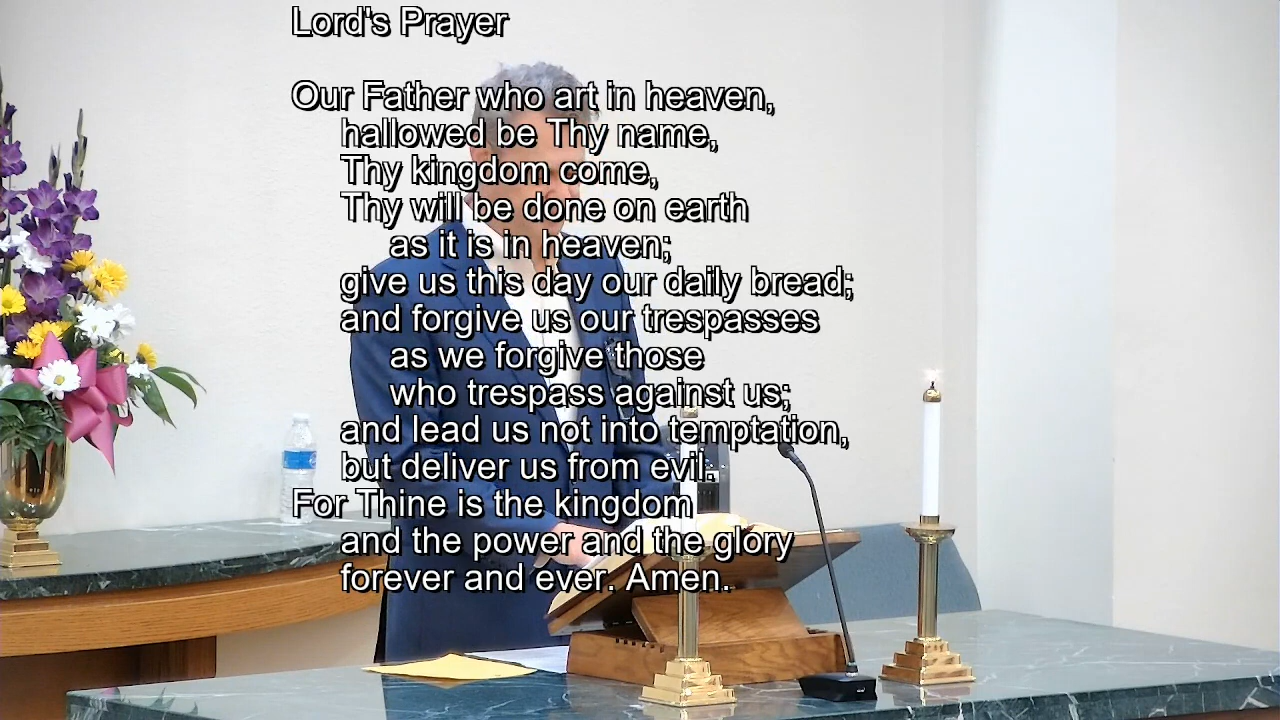 Lord's Prayer
Our Father who art in heaven,
hallowed be Thy name,
Thy kingdom come,
Thy will be done on earth
as it is in heaven;
give us this day our daily bread;
and forgive us our trespasses
as we forgive those
who trespass against us;
and lead us not into temptation,
but deliver us from evil.
For Thine is the kingdom
and the power and the glory
forever and ever. Amen.